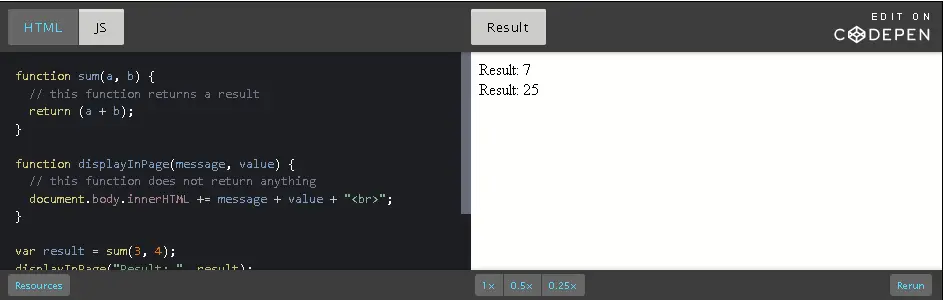 HTML
JS
Result
EDIT ON
CODEPEN
function sum(a, b) {
// this function returns a result
return (a + b);
}
function displayInPage(message, value) {
// this function does not return anything
document.body.innerHTML += message + value + "<br>";
}
var result = sum(3, 4);
displayInPage("Result: ", result);
Result: 7
Result: 25
Resources
1×
0.5×
0.25×
Rerun